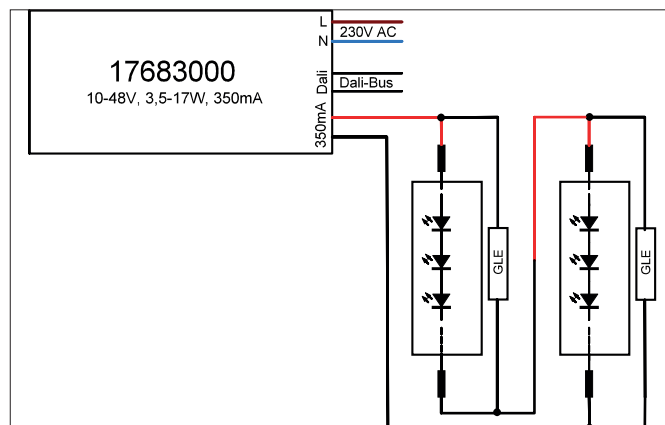 L
230V AC
N
17683000
10-48V, 3,5-17W, 350mA
Dali
Dali-Bus
350mA
GLE
GLE